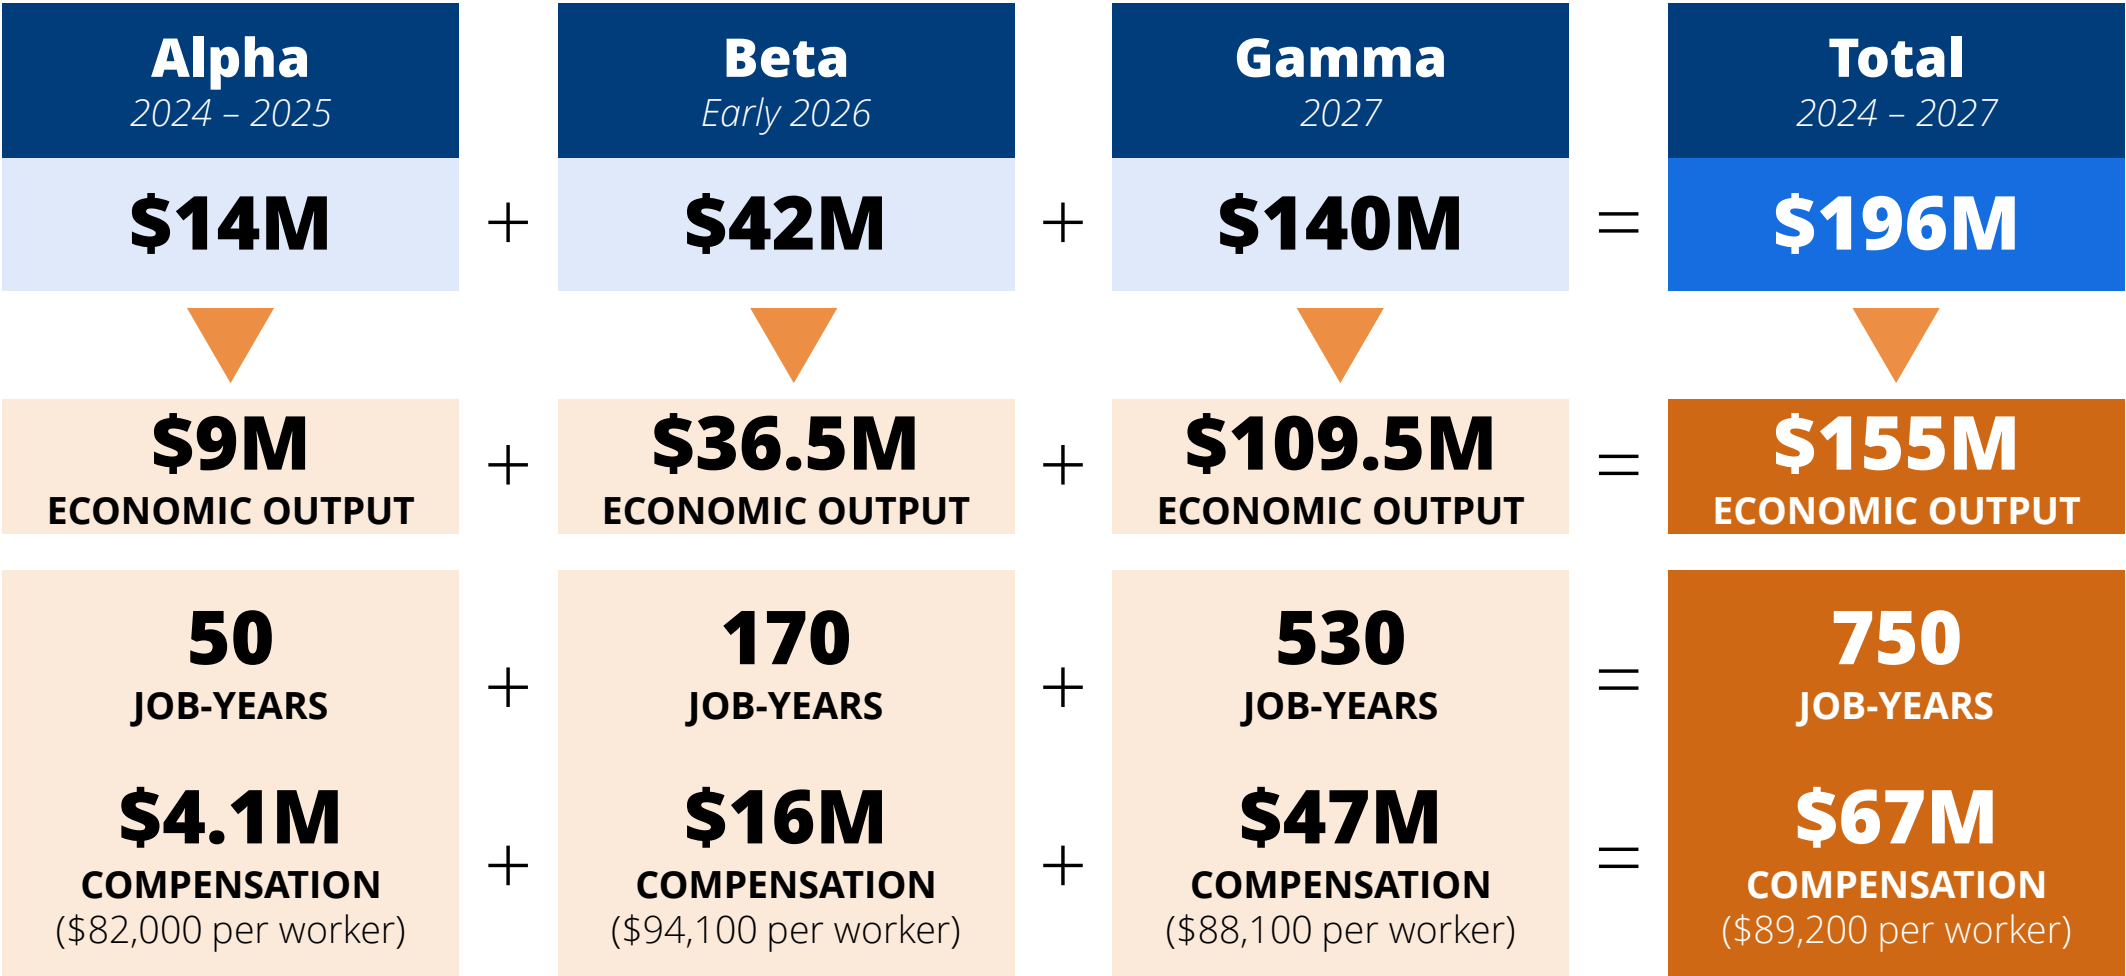 Alpha
2024 – 2025
Beta
Early 2026
Gamma
2027
Total
2024 – 2027
$14M
+
$42M
+
$140M
=
$196M
$9M
ECONOMIC OUTPUT
+
$36.5M
ECONOMIC OUTPUT
+
$109.5M
ECONOMIC OUTPUT
=
$155M
ECONOMIC OUTPUT
50
JOB-YEARS
+
170
JOB-YEARS
+
530
JOB-YEARS
=
750
JOB-YEARS
$4.1M
COMPENSATION
($82,000 per worker)
+
$16M
COMPENSATION
($94,100 per worker)
+
$47M
COMPENSATION
($88,100 per worker)
=
$67M
COMPENSATION
($89,200 per worker)